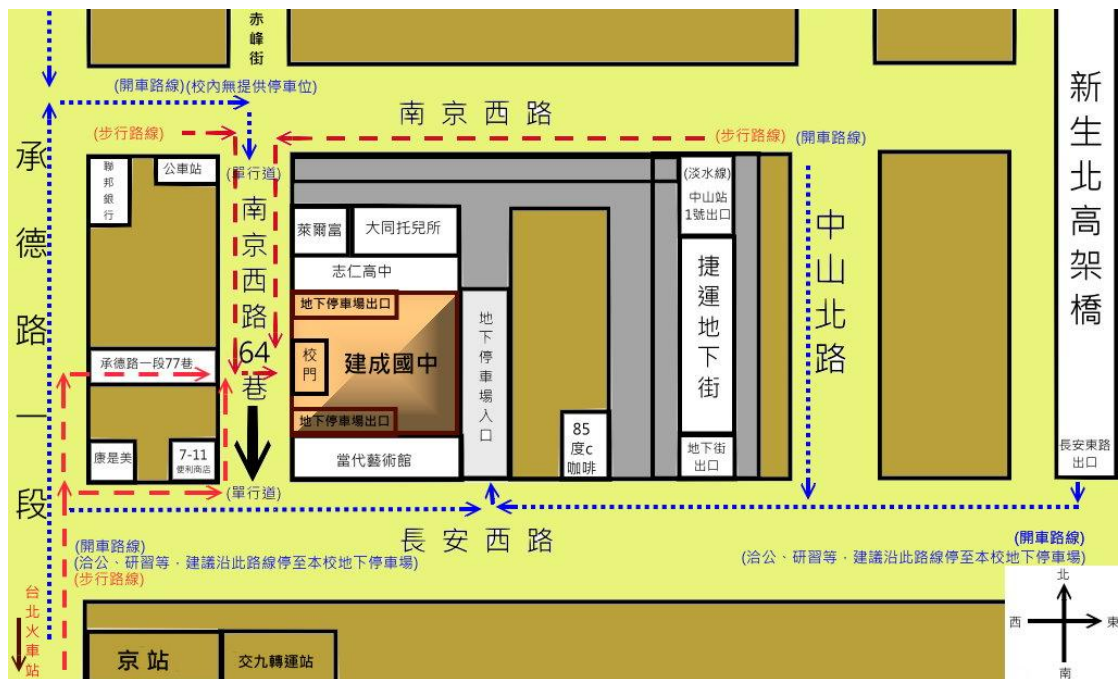 赤峰街
(開車路線)(校內無提供停車位)
南京西路
(步行路線)
(步行路線)
(開車路線)
新生北高架橋
承德路一段
聯邦銀行
公車站
(單行道)
南京西路64巷
(淡水線)
中山站
1號出口
中山北路
萊爾富
大同托兒所
志仁高中
地下停車場出口
校門
建成國中
地下停車場出口
當代藝術館
地下停車場入口
捷運地下街
85
度c
咖啡
地下街
出口
承德路一段77巷
康是美
7-11
便利商店
長安東路
出口
(單行道)
長安西路
(開車路線)
(洽公、研習等，建議沿此路線停至本校地下停車場)
(步行路線)
(開車路線)
(洽公、研習等，建議沿此路線停至本校地下停車場)
台北火車站
京站
交九轉運站
北
西
東
南